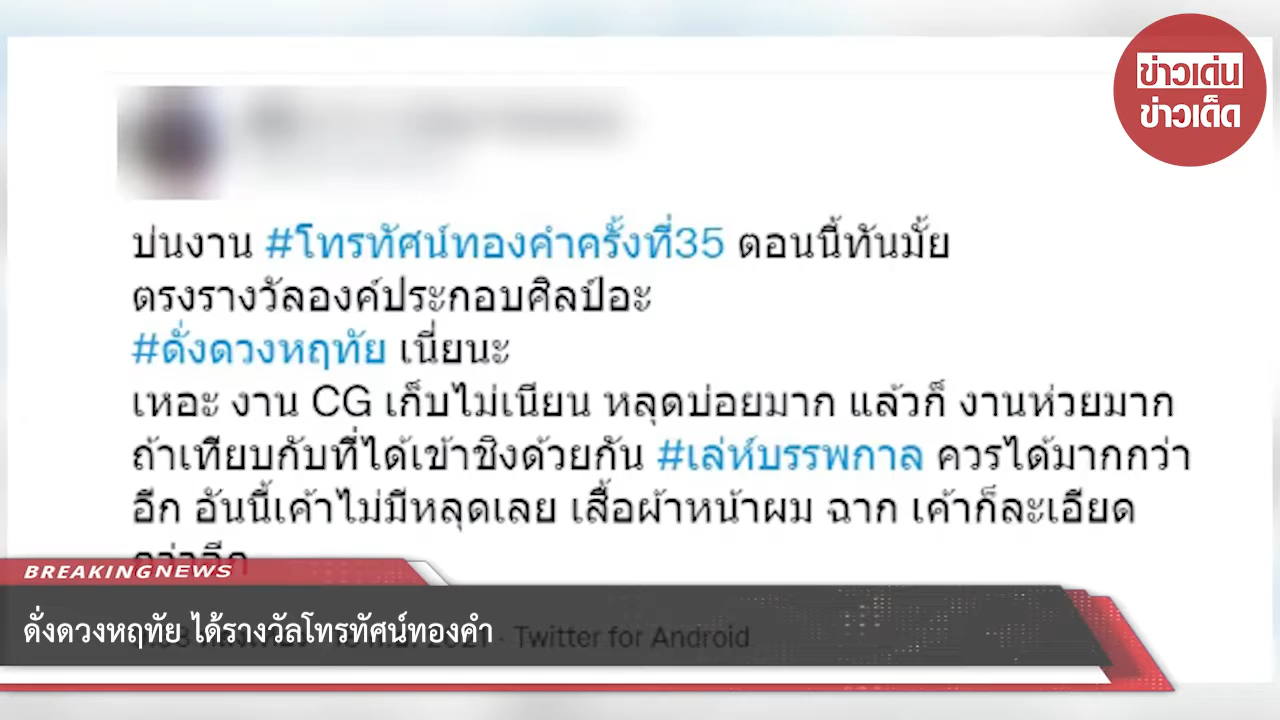 ข่าวเด่น
ข่าวเด็ด
บ่นงาน #โทรทัศน์ทองคำครั้งที่35 ตอนนี้ทันมั้ย
ตรงรางวัลองค์ประกอบศิลป์อะ
#ดั่งดวงหฤทัย เนี่ยนะ
เหอะ งาน CG เก็บไม่เนียน หลุดบ่อยมาก แล้วก็ งานห่วยมาก
ถ้าเทียบกับที่ได้เข้าชิงด้วยกัน #เล่ห์บรรพกาล ควรได้มากกว่า
อีก อันนี้เค้าไม่มีหลุดเลย เสื้อผ้าหน้าผม ฉาก เค้าก็ละเอียด
กว่าอีก
BREAKINGNEWS
ดั่งดวงหฤทัย ได้รางวัลโทรทัศน์ทองคำ
· Twitter for Android